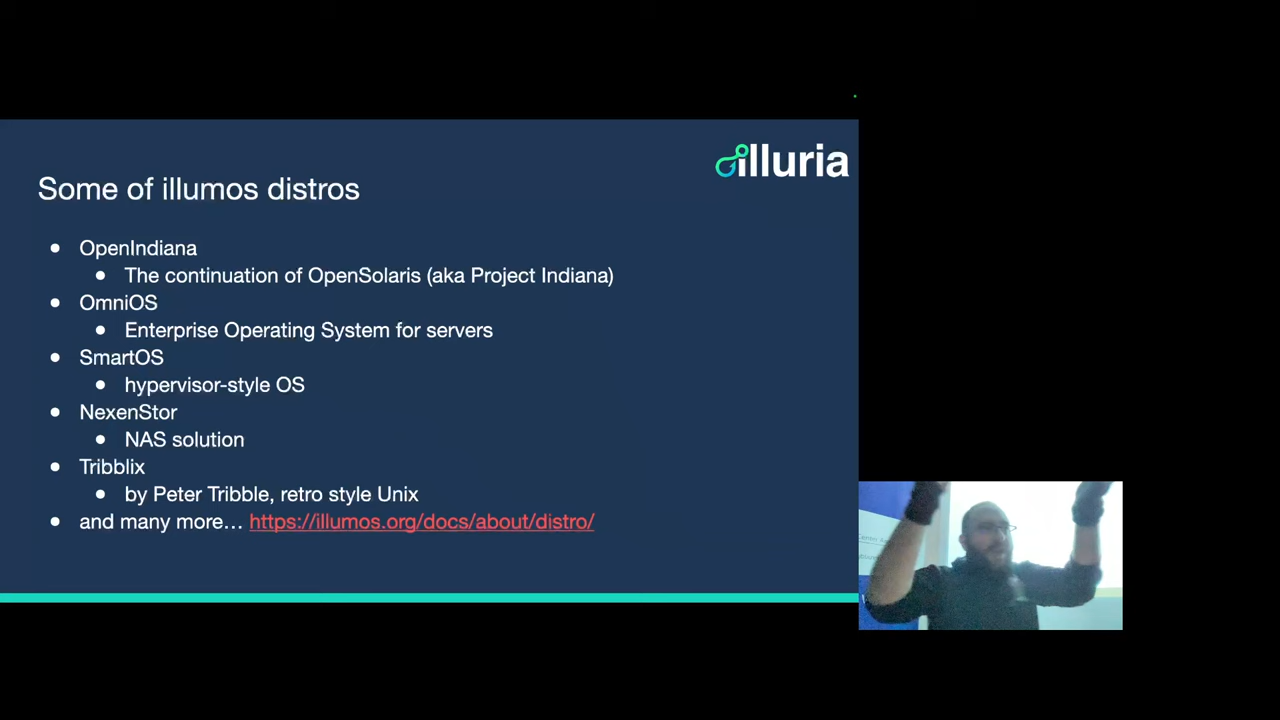 illuria
Some of illumos distros
● OpenIndiana
● The continuation of OpenSolaris (aka Project Indiana)
● OmniOS
● Enterprise Operating System for servers
● SmartOS
● hypervisor-style OS
● NexenStor
● NAS solution
● Tribblix
● by Peter Tribble, retro style Unix
● and many more… https://illumos.org/docs/about/distro/